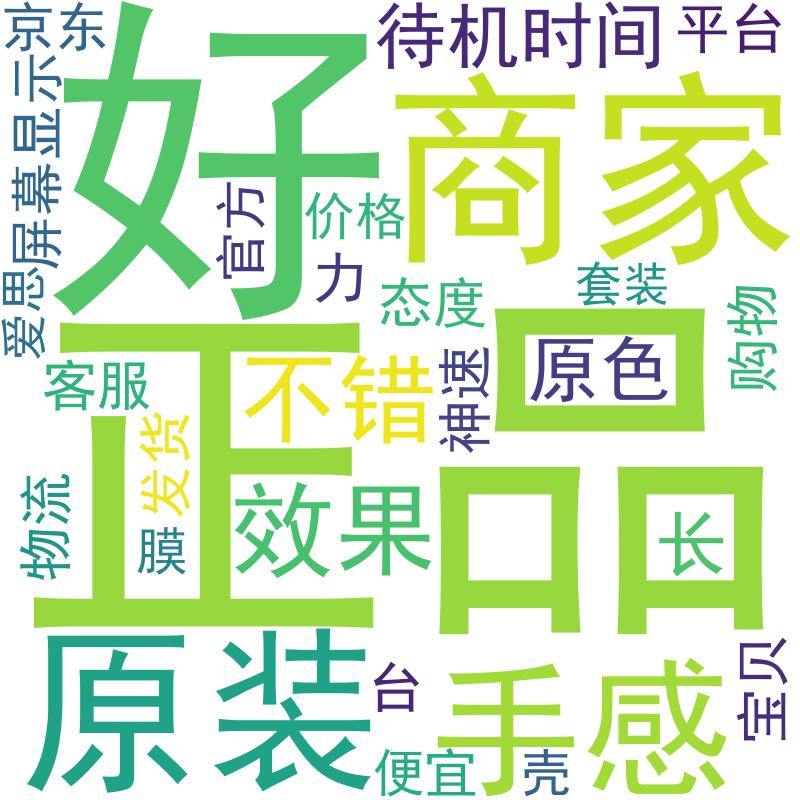 京东
好
待机时间
平台
屏幕显示
商家
官方
价格
力
爱思
态度
套装
购物
正品
原色
客服
不错
神速
发货
物流
效果
膜
长
原装
手感
台
宝贝
便宜
壳